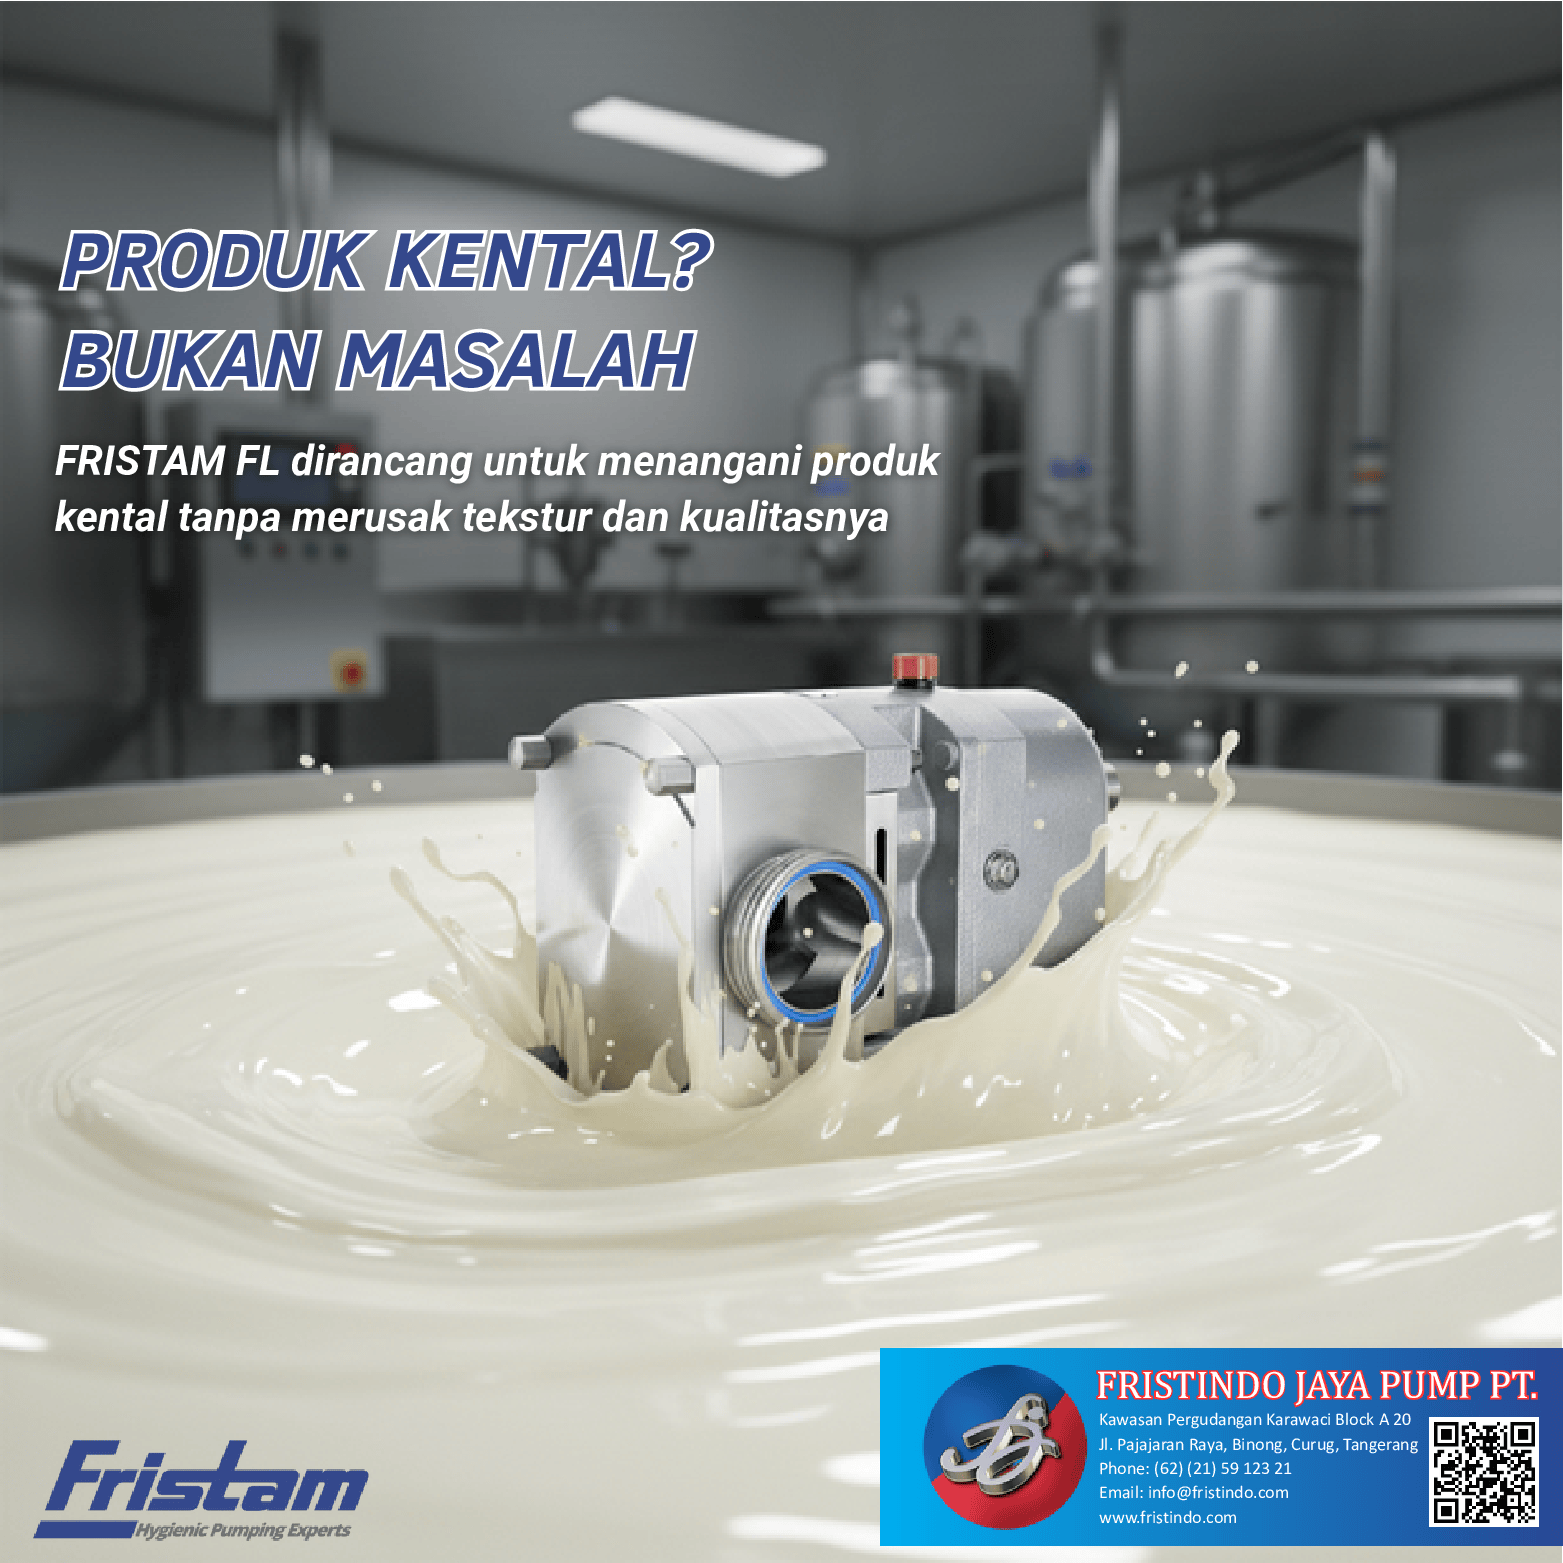 PRODUK KENTAL?
BUKAN MASALAH
FRISTAM FL dirancang untuk menangani produk
kental tanpa merusak tekstur dan kualitasnya
Fristam
Hygienic Pumping Experts
FRISTINDO JAYA PUMP PT.
Kawasan Pergudangan Karawaci Block A 20
Jl. Pajajaran Raya, Binong, Curug, Tangerang
Phone: (62) (21) 59 123 21
Email: info@fristindo.com
www.fristindo.com